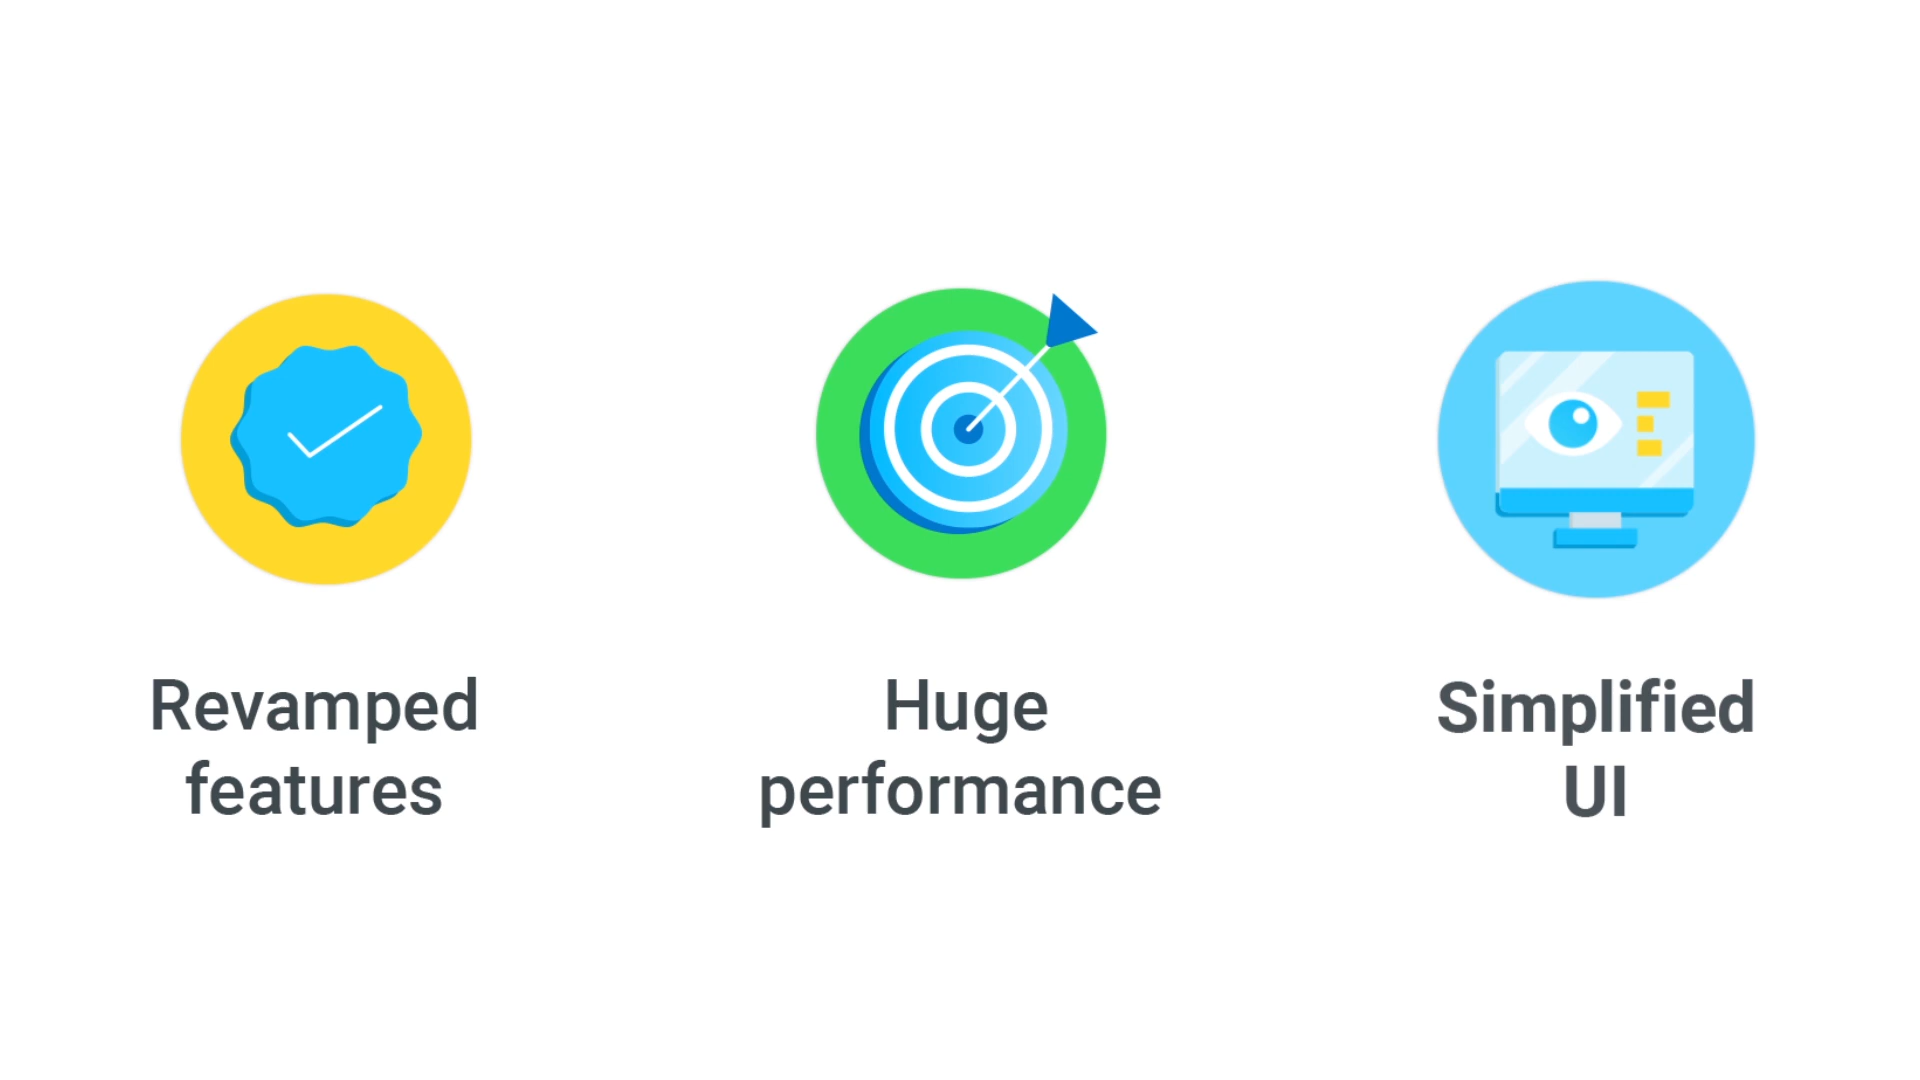 Revamped
features
Huge
performance
Simplified
UI